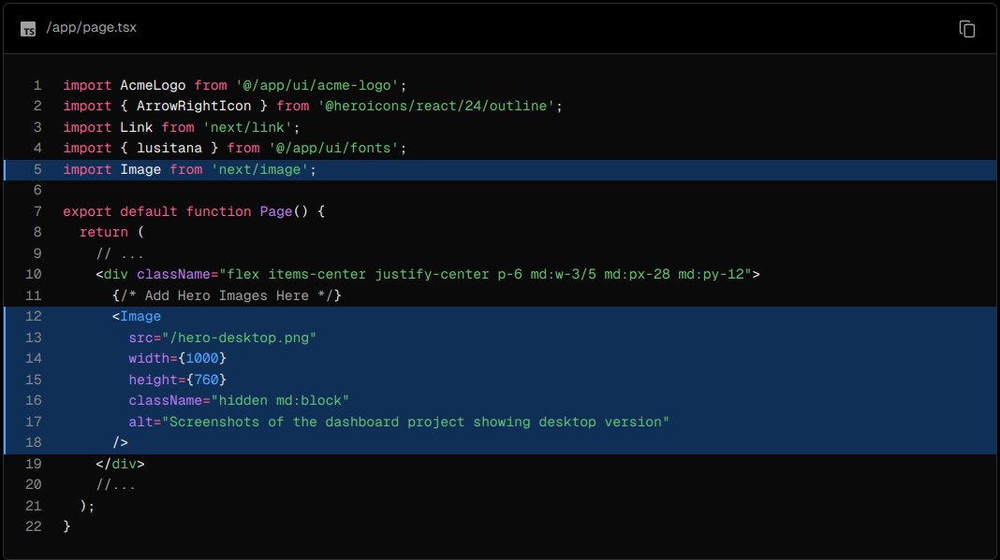 TS /app/page.tsx
1 import AcmeLogo from '@/app/ui/acme-logo';
2 import { ArrowRightIcon } from '@heroicons/react/24/outline';
3 import Link from 'next/link';
4 import { lusitana } from '@/app/ui/fonts';
5 import Image from 'next/image';
6
7 export default function Page() {
8   return (
9     // ...
10     <div className="flex items-center justify-center p-6 md:w-3/5 md:px-28 md:py-12">
11       {/* Add Hero Images Here */}
12       <Image
13         src="/hero-desktop.png"
14         width={1000}
15         height={760}
16         className="hidden md:block"
17         alt="Screenshots of the dashboard project showing desktop version"
18       />
19     </div>
20     //...
21   );
22 }